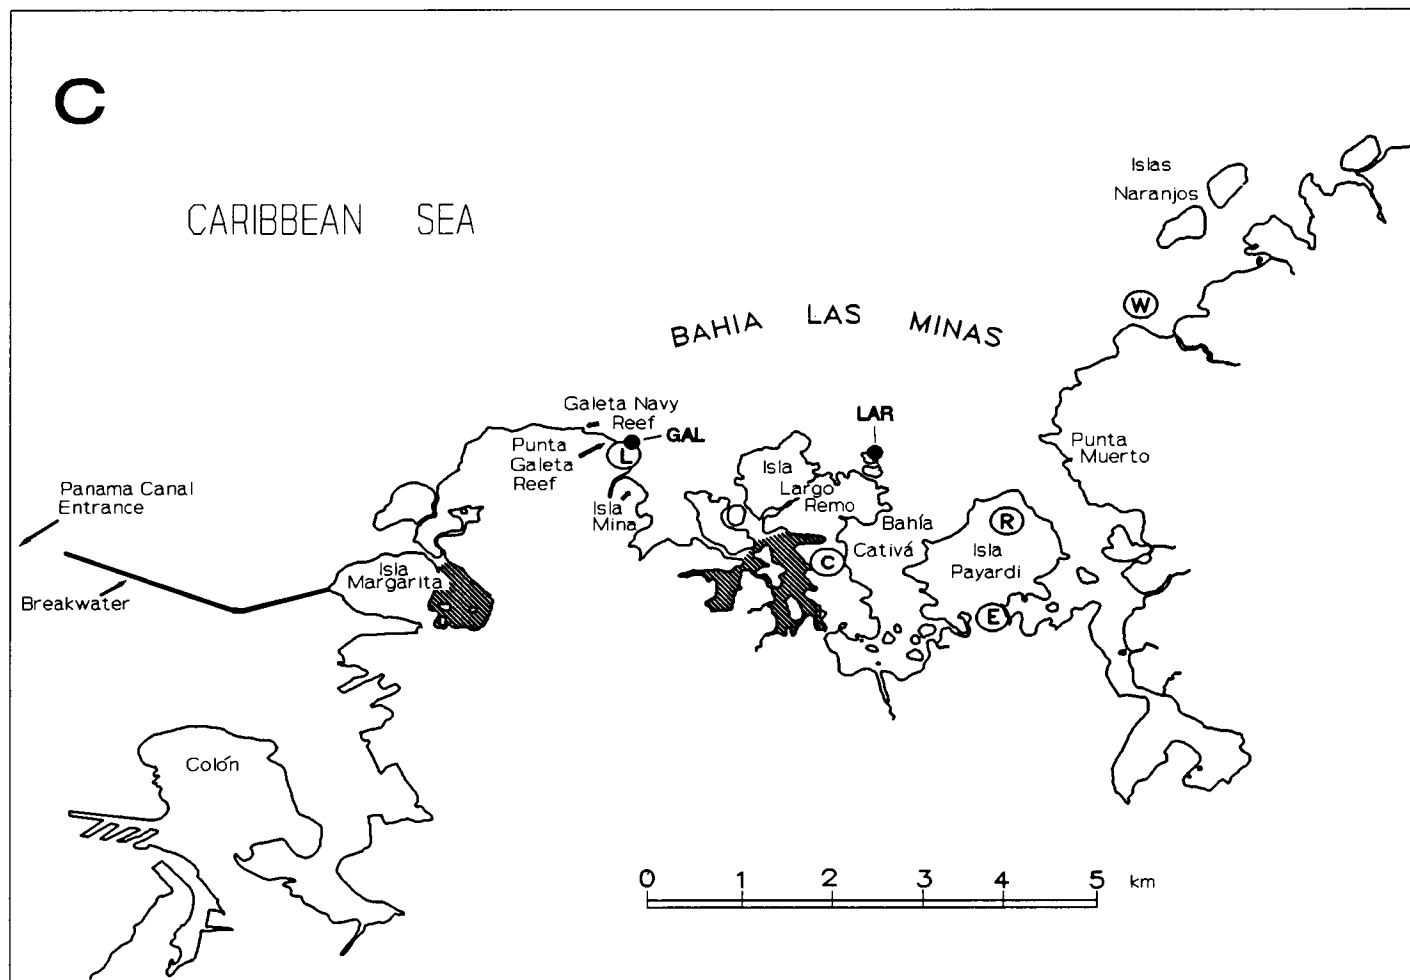 C
CARIBBEAN SEA
Islas
Naranjos
W
BAHIA LAS MINAS
Galeta Navy
Reef
GAL
LAR
Punta
Galeta
Reef
L
Isla
Mina
Isla
Largo
Remo
Punta
Muerto
Panama Canal
Entrance
Bahía
Cativá
R
Isla
Payardi
C
E
Isla
Margarita
Breakwater
Colón
0 1 2 3 4 5 km